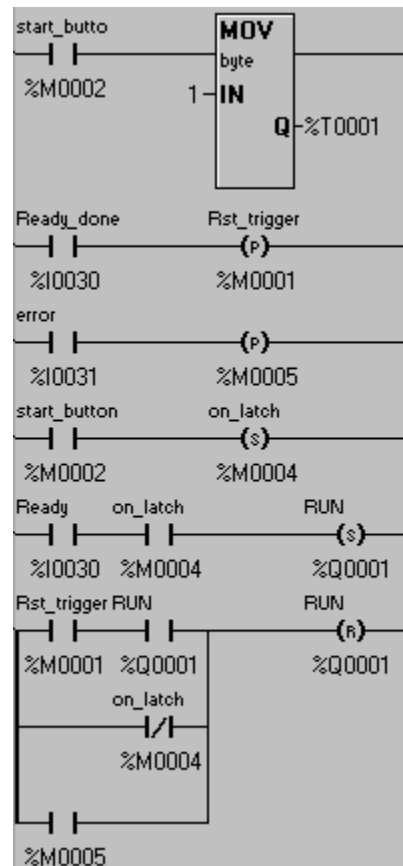 start_butto MOV
byte
%M0002 1 IN
Q %T0001
Ready_done Rst_trigger
(P)
%I0030 %M0001
error
(P)
%I0031 %M0005
start_button on_latch
(S)
%M0002 %M0004
Ready on_latch RUN
(S)
%I0030 %M0004 %Q0001
Rst_trigger RUN RUN
(R)
%M0001 %Q0001 %Q0001
on_latch
%M0004
%M0005